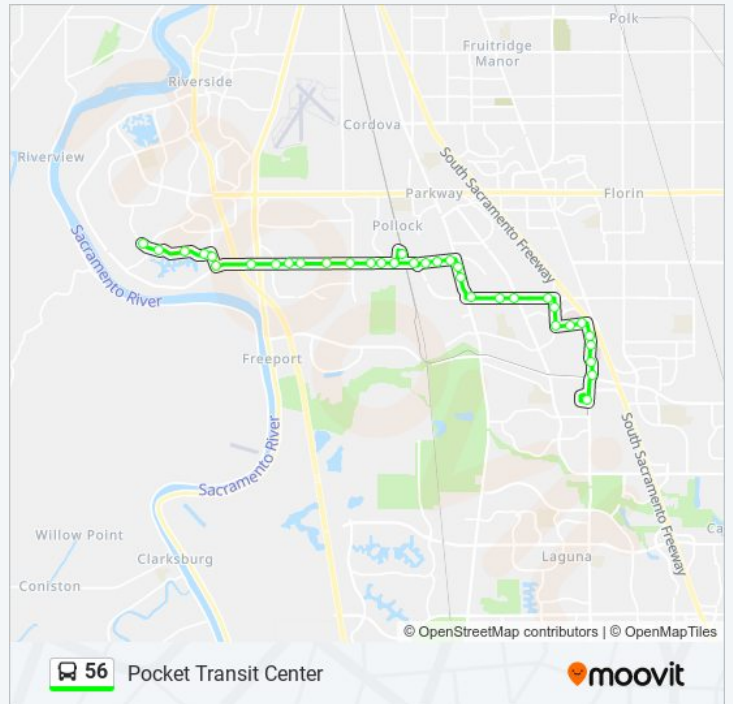 Polk
Fruitridge
Manor
Riverside
Cordova
Riverview
South Sacramento Freeway
Parkway
Florin
Pollock
Sacramento River
Freeport
South Sacramento Freeway
Sacramento River
Willow Point
Clarksburg
Laguna
Ca
Coniston
© OpenStreetMap contributors | © OpenMapTiles
56 Pocket Transit Center
moovit